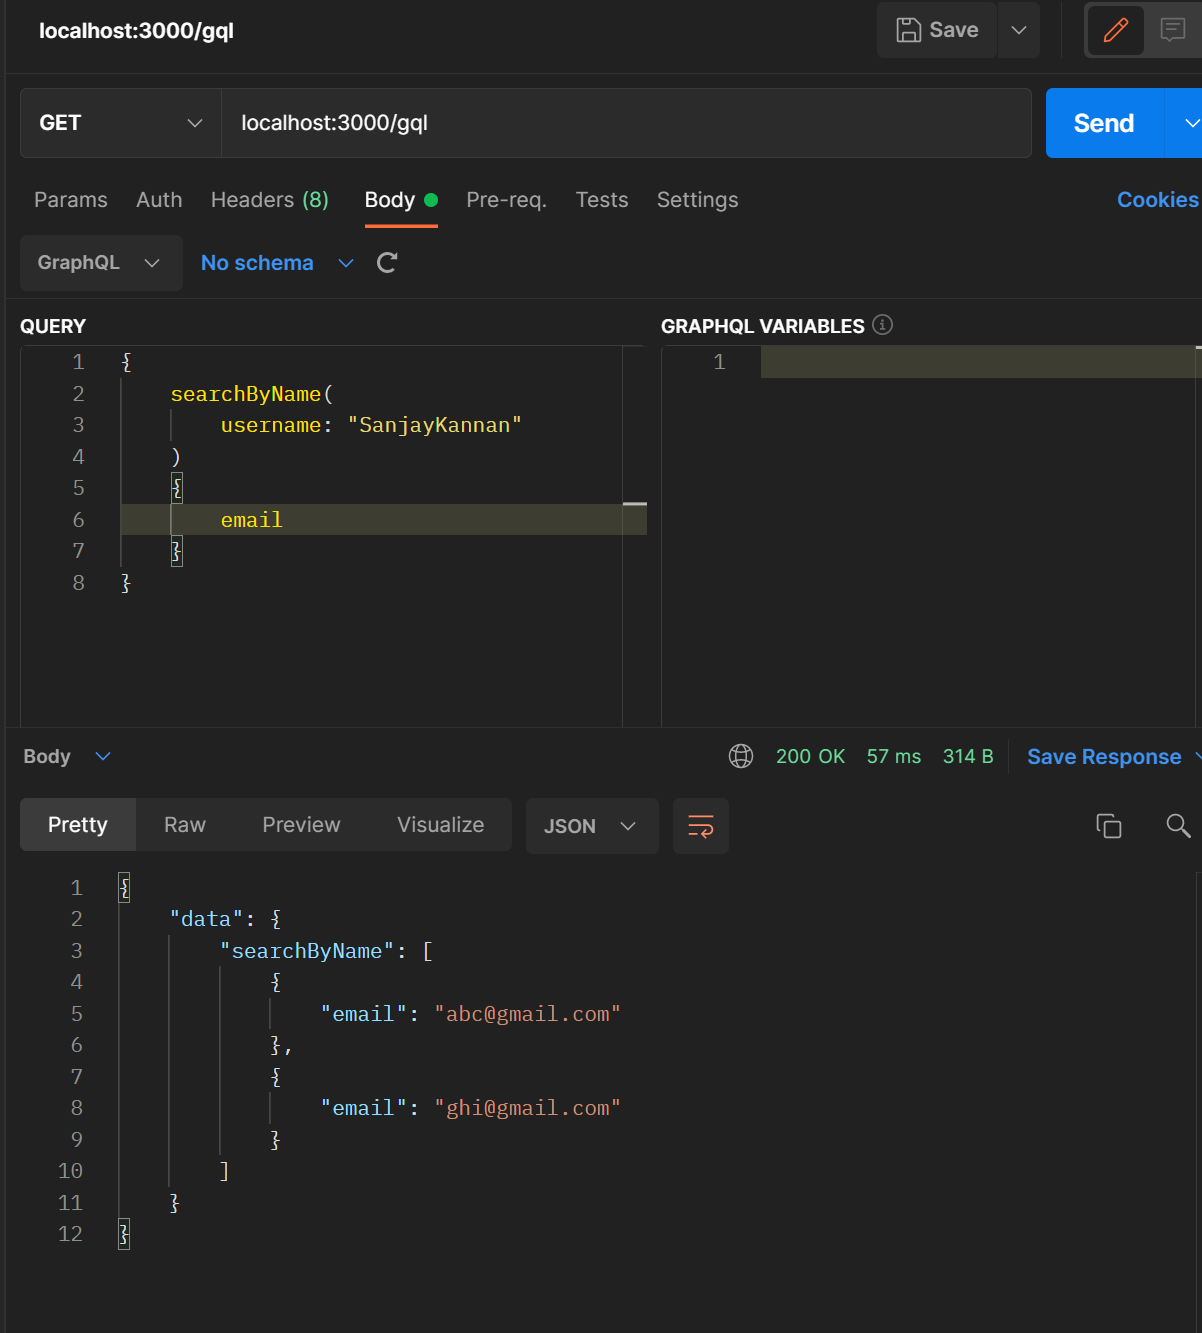 localhost:3000/gql
Save
GET
localhost:3000/gql
Send
Params Auth Headers (8) Body Pre-req. Tests Settings Cookies
GraphQL No schema
QUERY
GRAPHQL VARIABLES
1 {
2 searchByName(
3 username: "SanjayKannan"
4 )
5 {
6 email
7 }
8 }
1
Body 200 OK 57 ms 314 B Save Response
Pretty Raw Preview Visualize JSON
1 {
2 "data": {
3 "searchByName": [
4 {
5 "email": "abc@gmail.com"
6 },
7 {
8 "email": "ghi@gmail.com"
9 }
10 ]
11 }
12 }